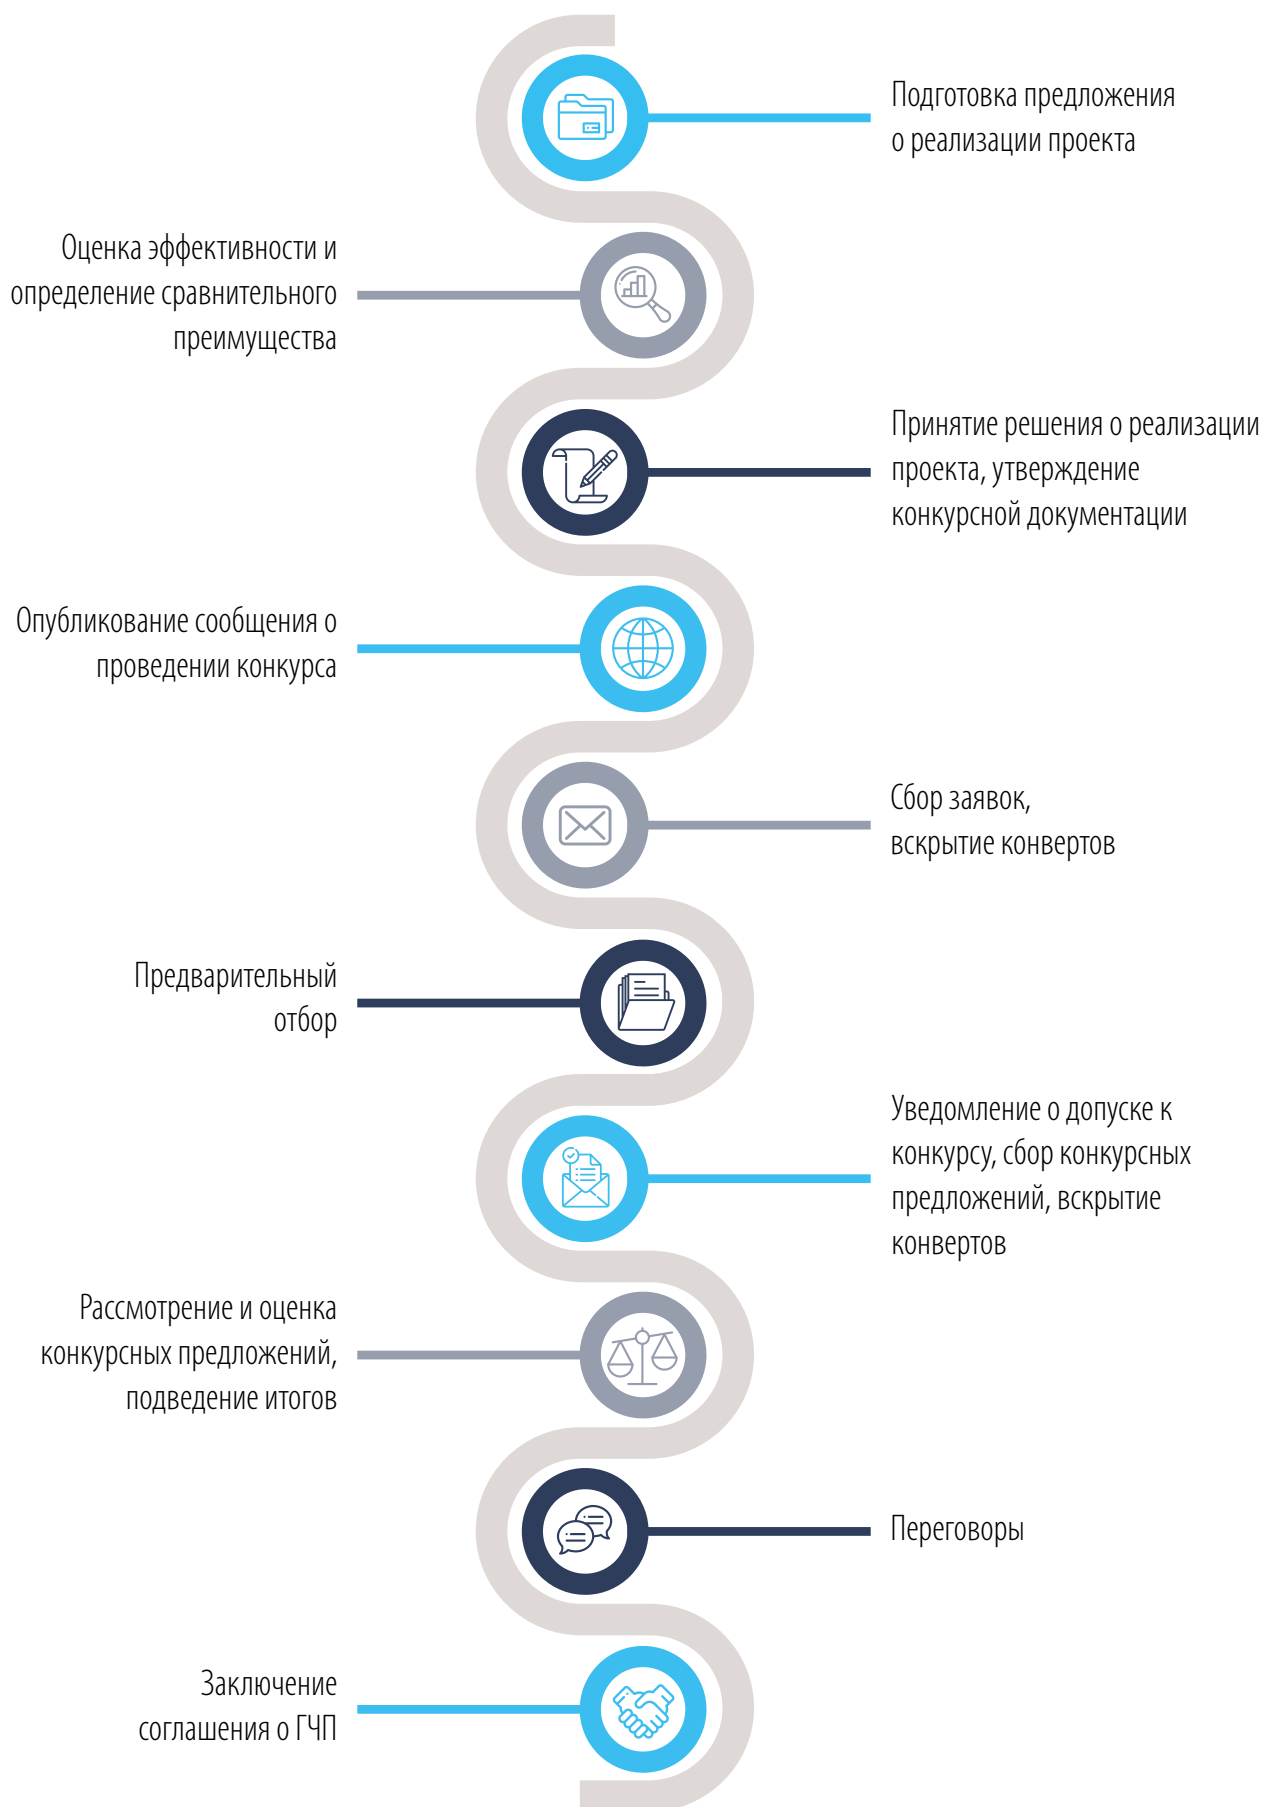 Подготовка предложения
о реализации проекта
Оценка эффективности и
определение сравнительного
преимущества
Принятие решения о реализации
проекта, утверждение
конкурсной документации
Опубликование сообщения о
проведении конкурса
Сбор заявок,
вскрытие конвертов
Предварительный
отбор
Уведомление о допуске к
конкурсу, сбор конкурсных
предложений, вскрытие
конвертов
Рассмотрение и оценка
конкурсных предложений,
подведение итогов
Переговоры
Заключение
соглашения о ГЧП